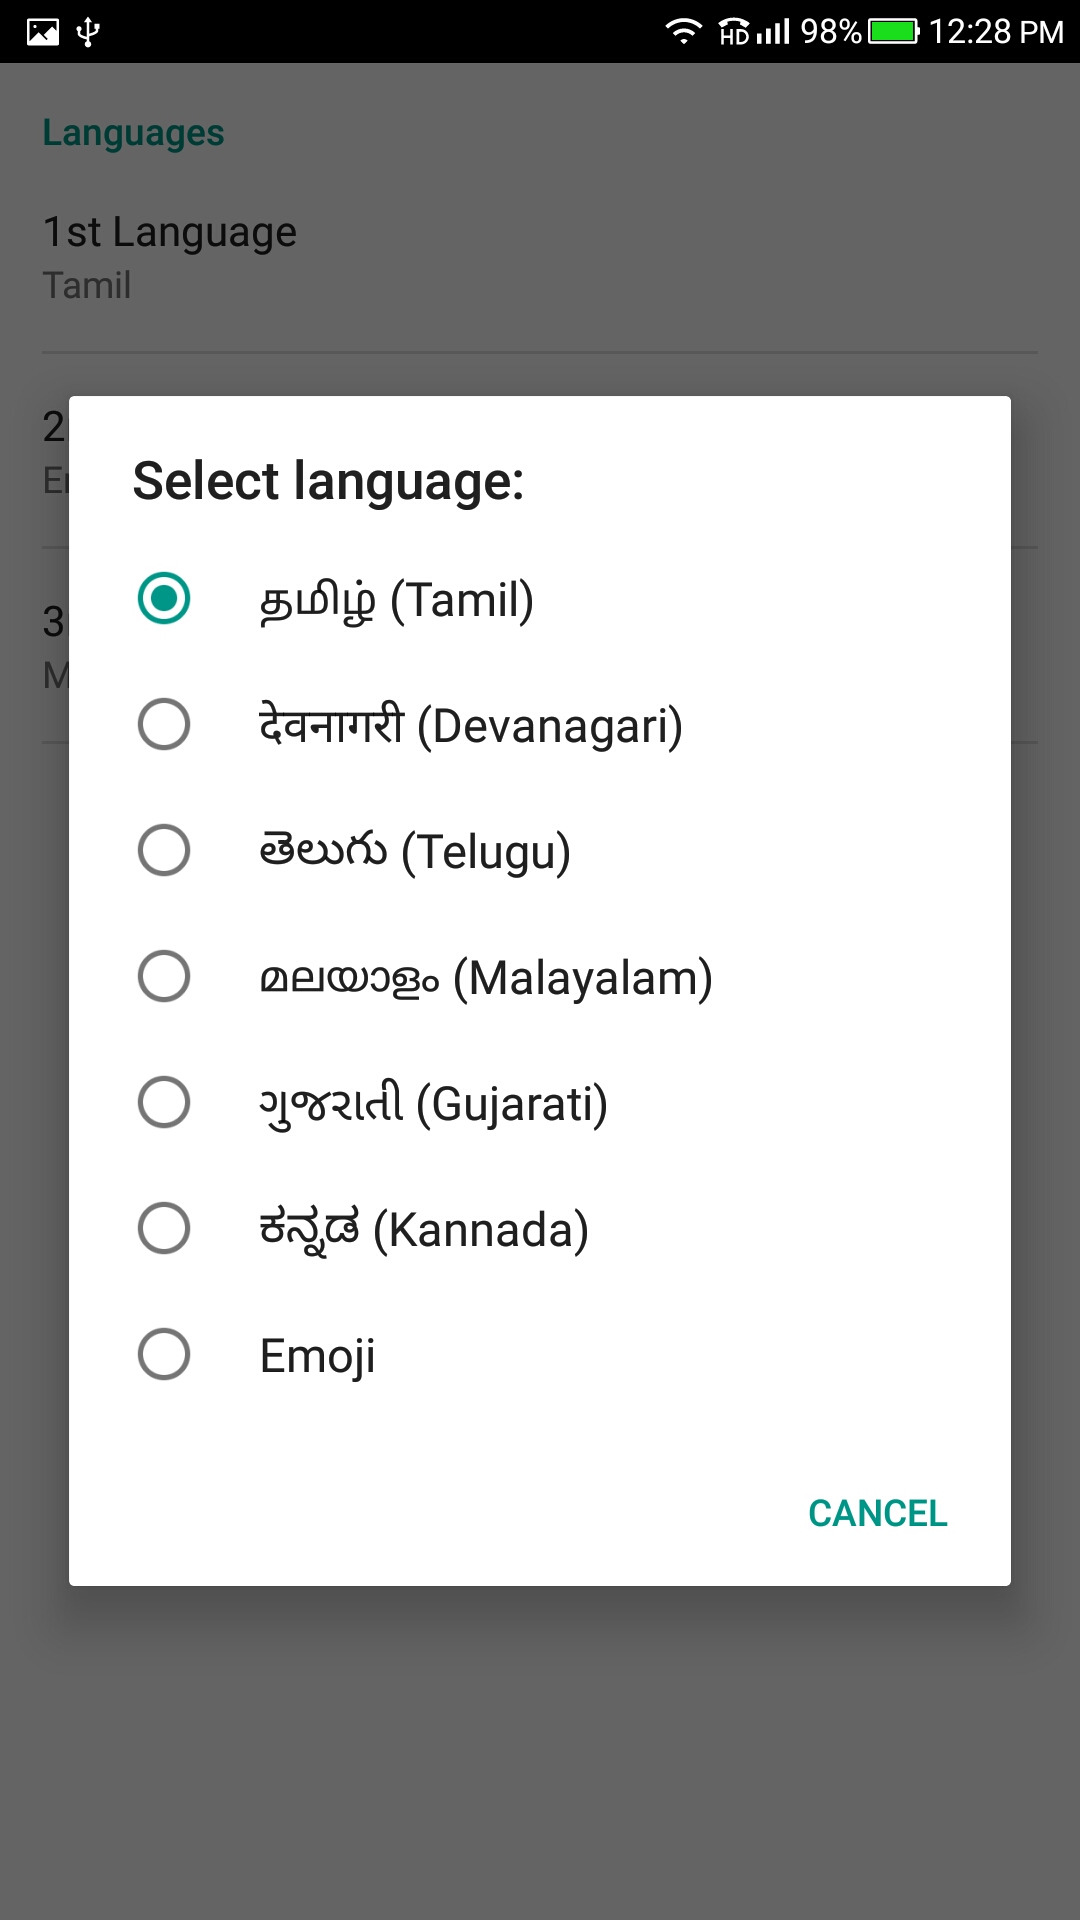 HD 98% 12:28 PM
Languages
1st Language
Tamil
2
3
Select language:
தமிழ் (Tamil)
देवनागरी (Devanagari)
తెలుగు (Telugu)
മലയാളം (Malayalam)
ગુજરાતી (Gujarati)
ಕನ್ನಡ (Kannada)
Emoji
CANCEL